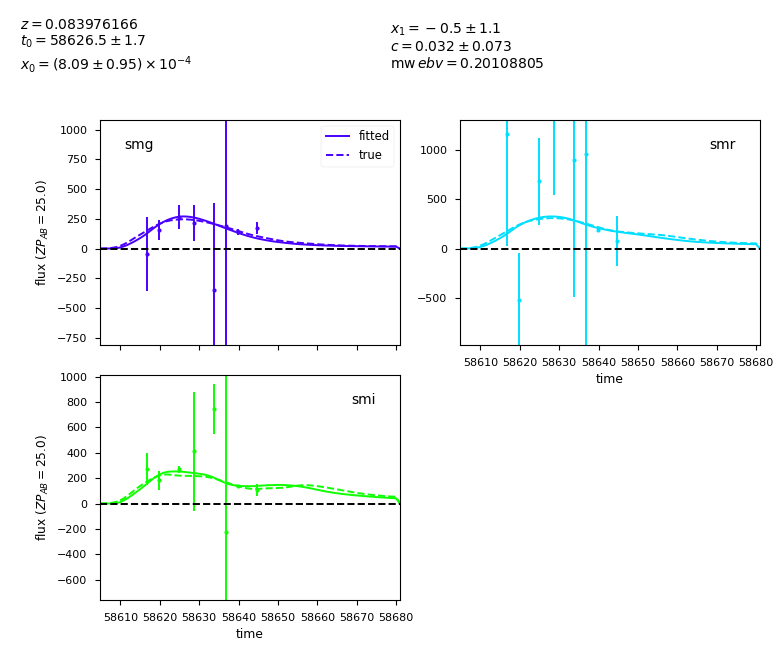 z = 0.083976166
t₀ = 58626.5 ± 1.7
x₀ = (8.09 ± 0.95) × 10⁻⁴
x₁ = −0.5 ± 1.1
c = 0.032 ± 0.073
mw ebv = 0.20108805
1000
750
500
250
0
−250
−500
−750
flux (ZP_AB = 25.0)
smg
fitted
true
1000
500
0
−500
smr
58610 58620 58630 58640 58650 58660 58670 58680
time
1000
800
600
400
200
0
−200
−400
−600
flux (ZP_AB = 25.0)
smi
58610 58620 58630 58640 58650 58660 58670 58680
time